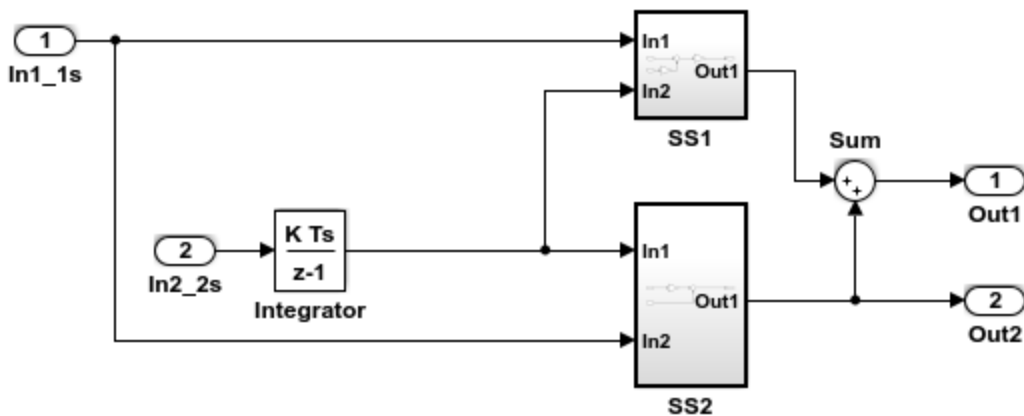 1
In1_1s
In1
In2
Out1
SS1
Sum
+
+
1
Out1
2
In2_2s
K Ts
z-1
Integrator
In1
In2
Out1
SS2
2
Out2